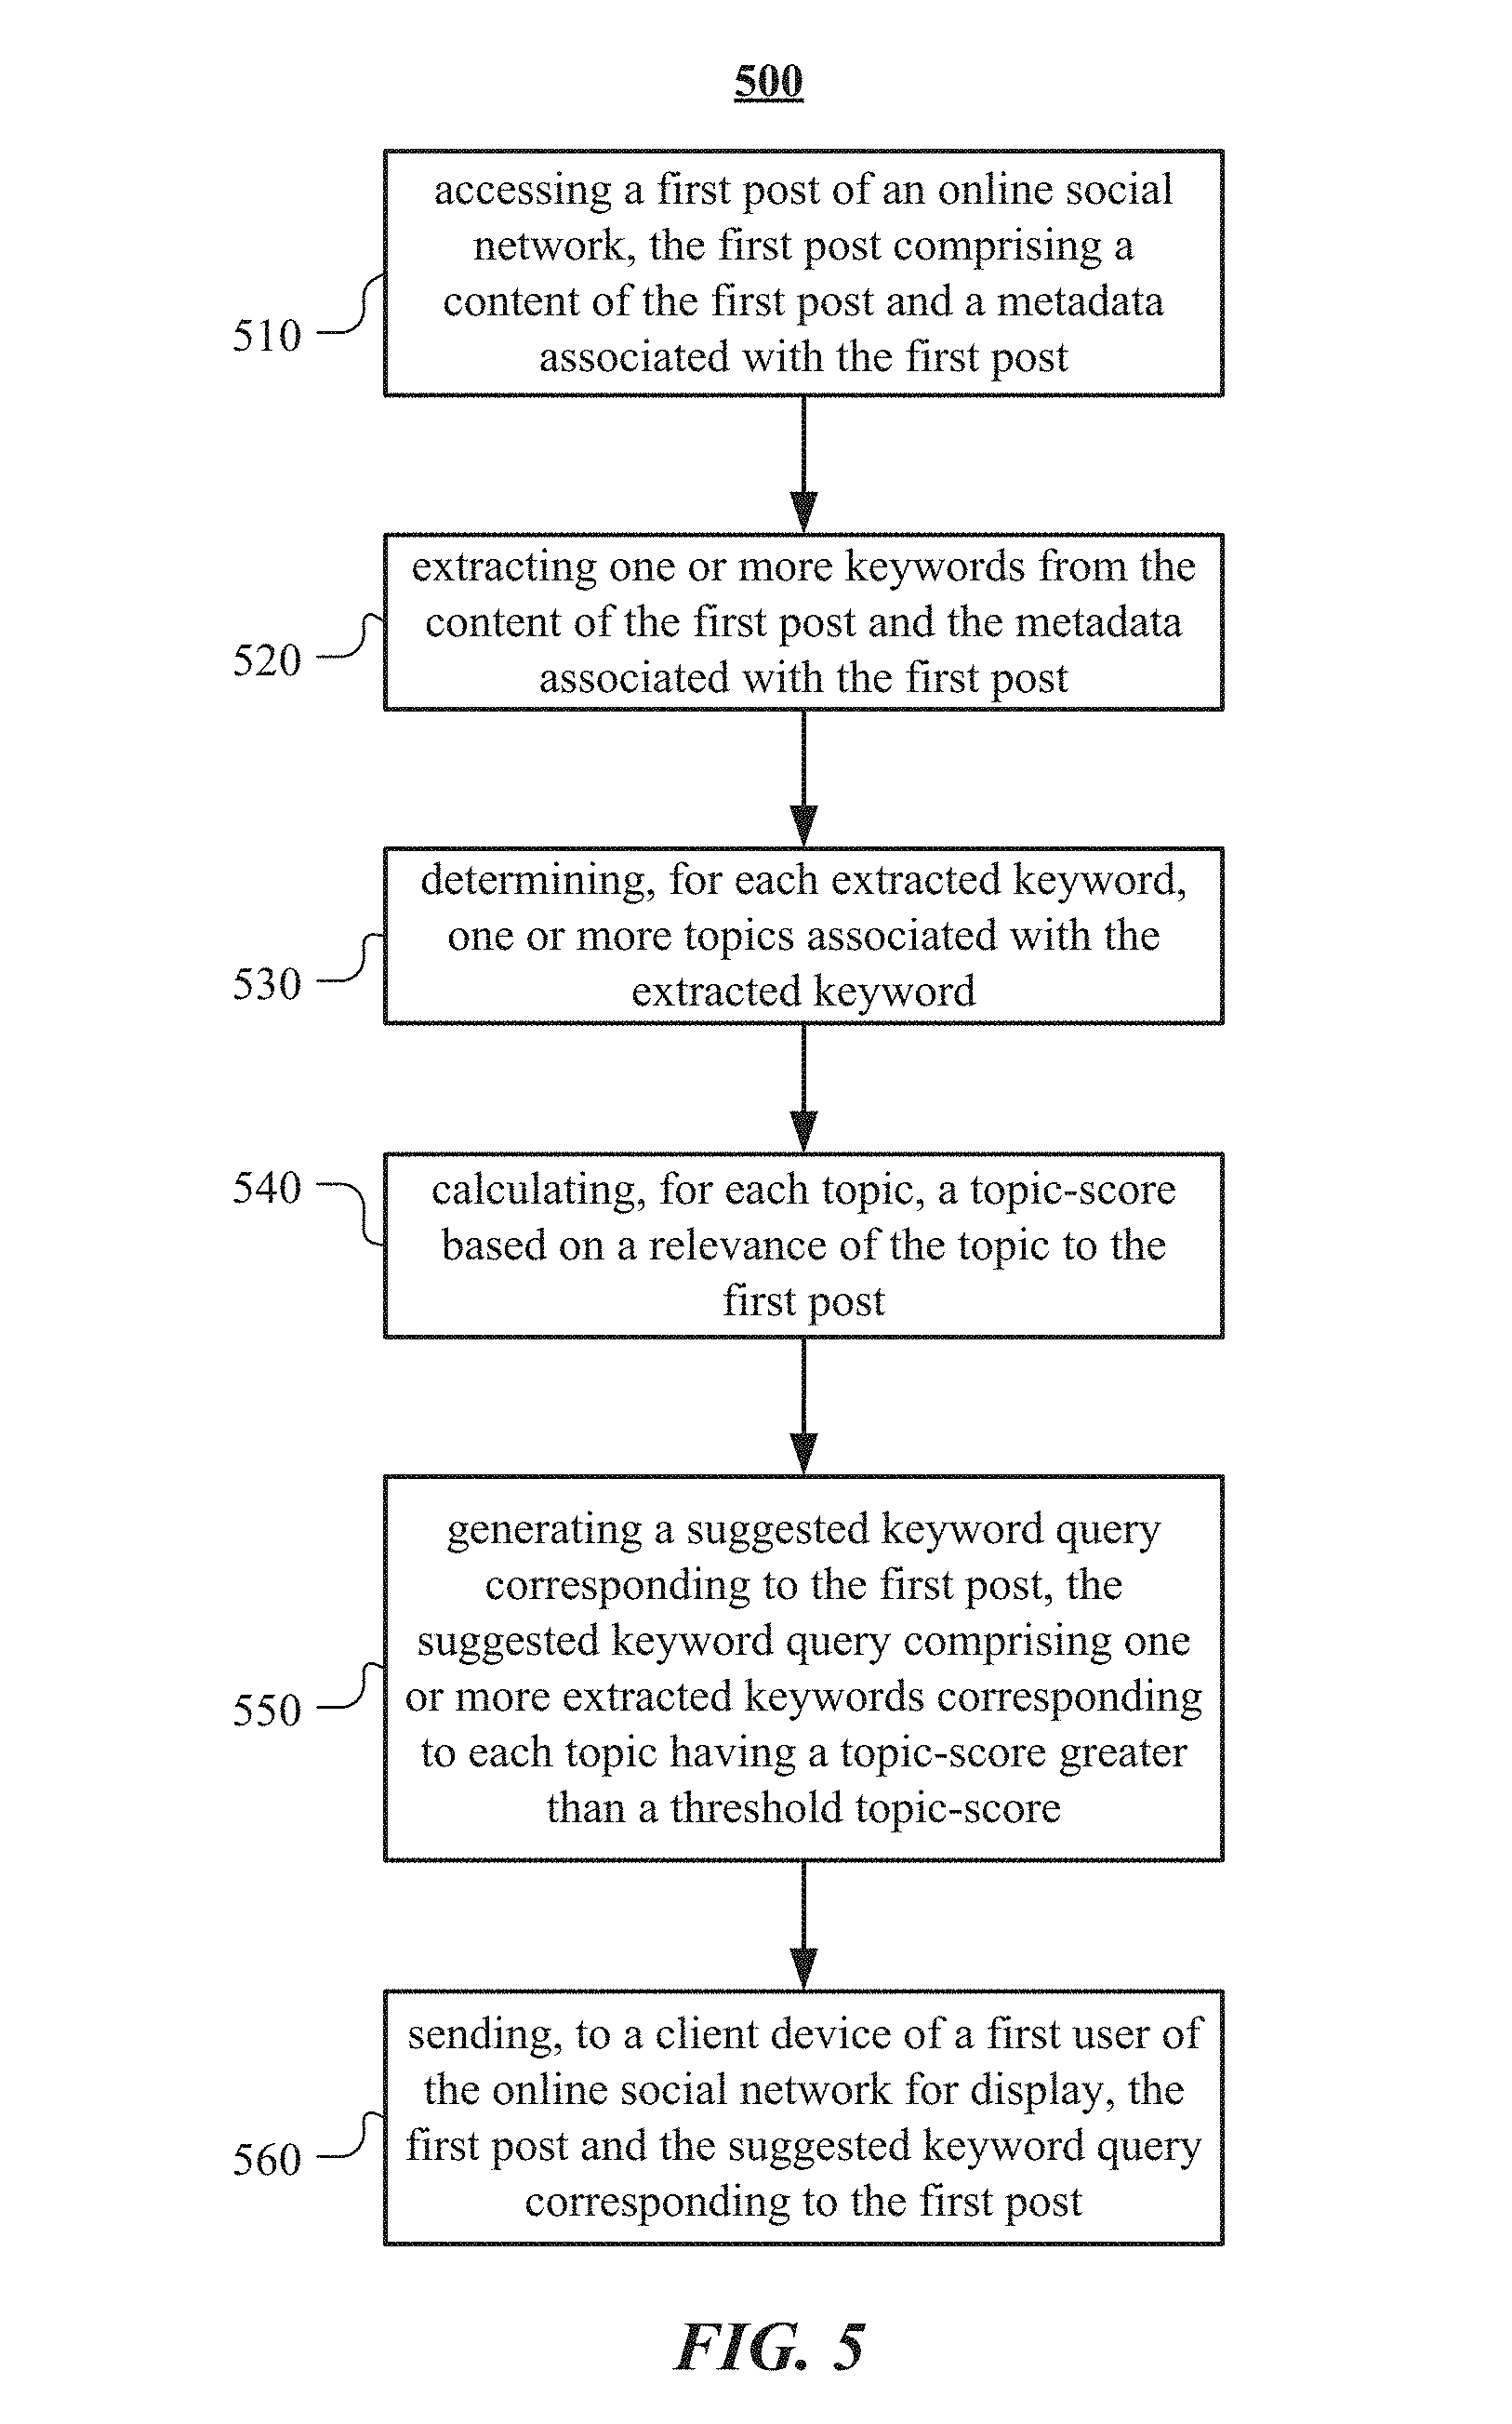 500
accessing a first post of an online social
network, the first post comprising a
content of the first post and a metadata
associated with the first post
510
extracting one or more keywords from the
content of the first post and the metadata
associated with the first post
520
determining, for each extracted keyword,
one or more topics associated with the
extracted keyword
530
540
calculating, for each topic, a topic-score
based on a relevance of the topic to the
first post
generating a suggested keyword query
corresponding to the first post, the
suggested keyword query comprising one
or more extracted keywords corresponding
to each topic having a topic-score greater
than a threshold topic-score
550
sending, to a client device of a first user of
the online social network for display, the
first post and the suggested keyword query
corresponding to the first post
560
FIG. 5